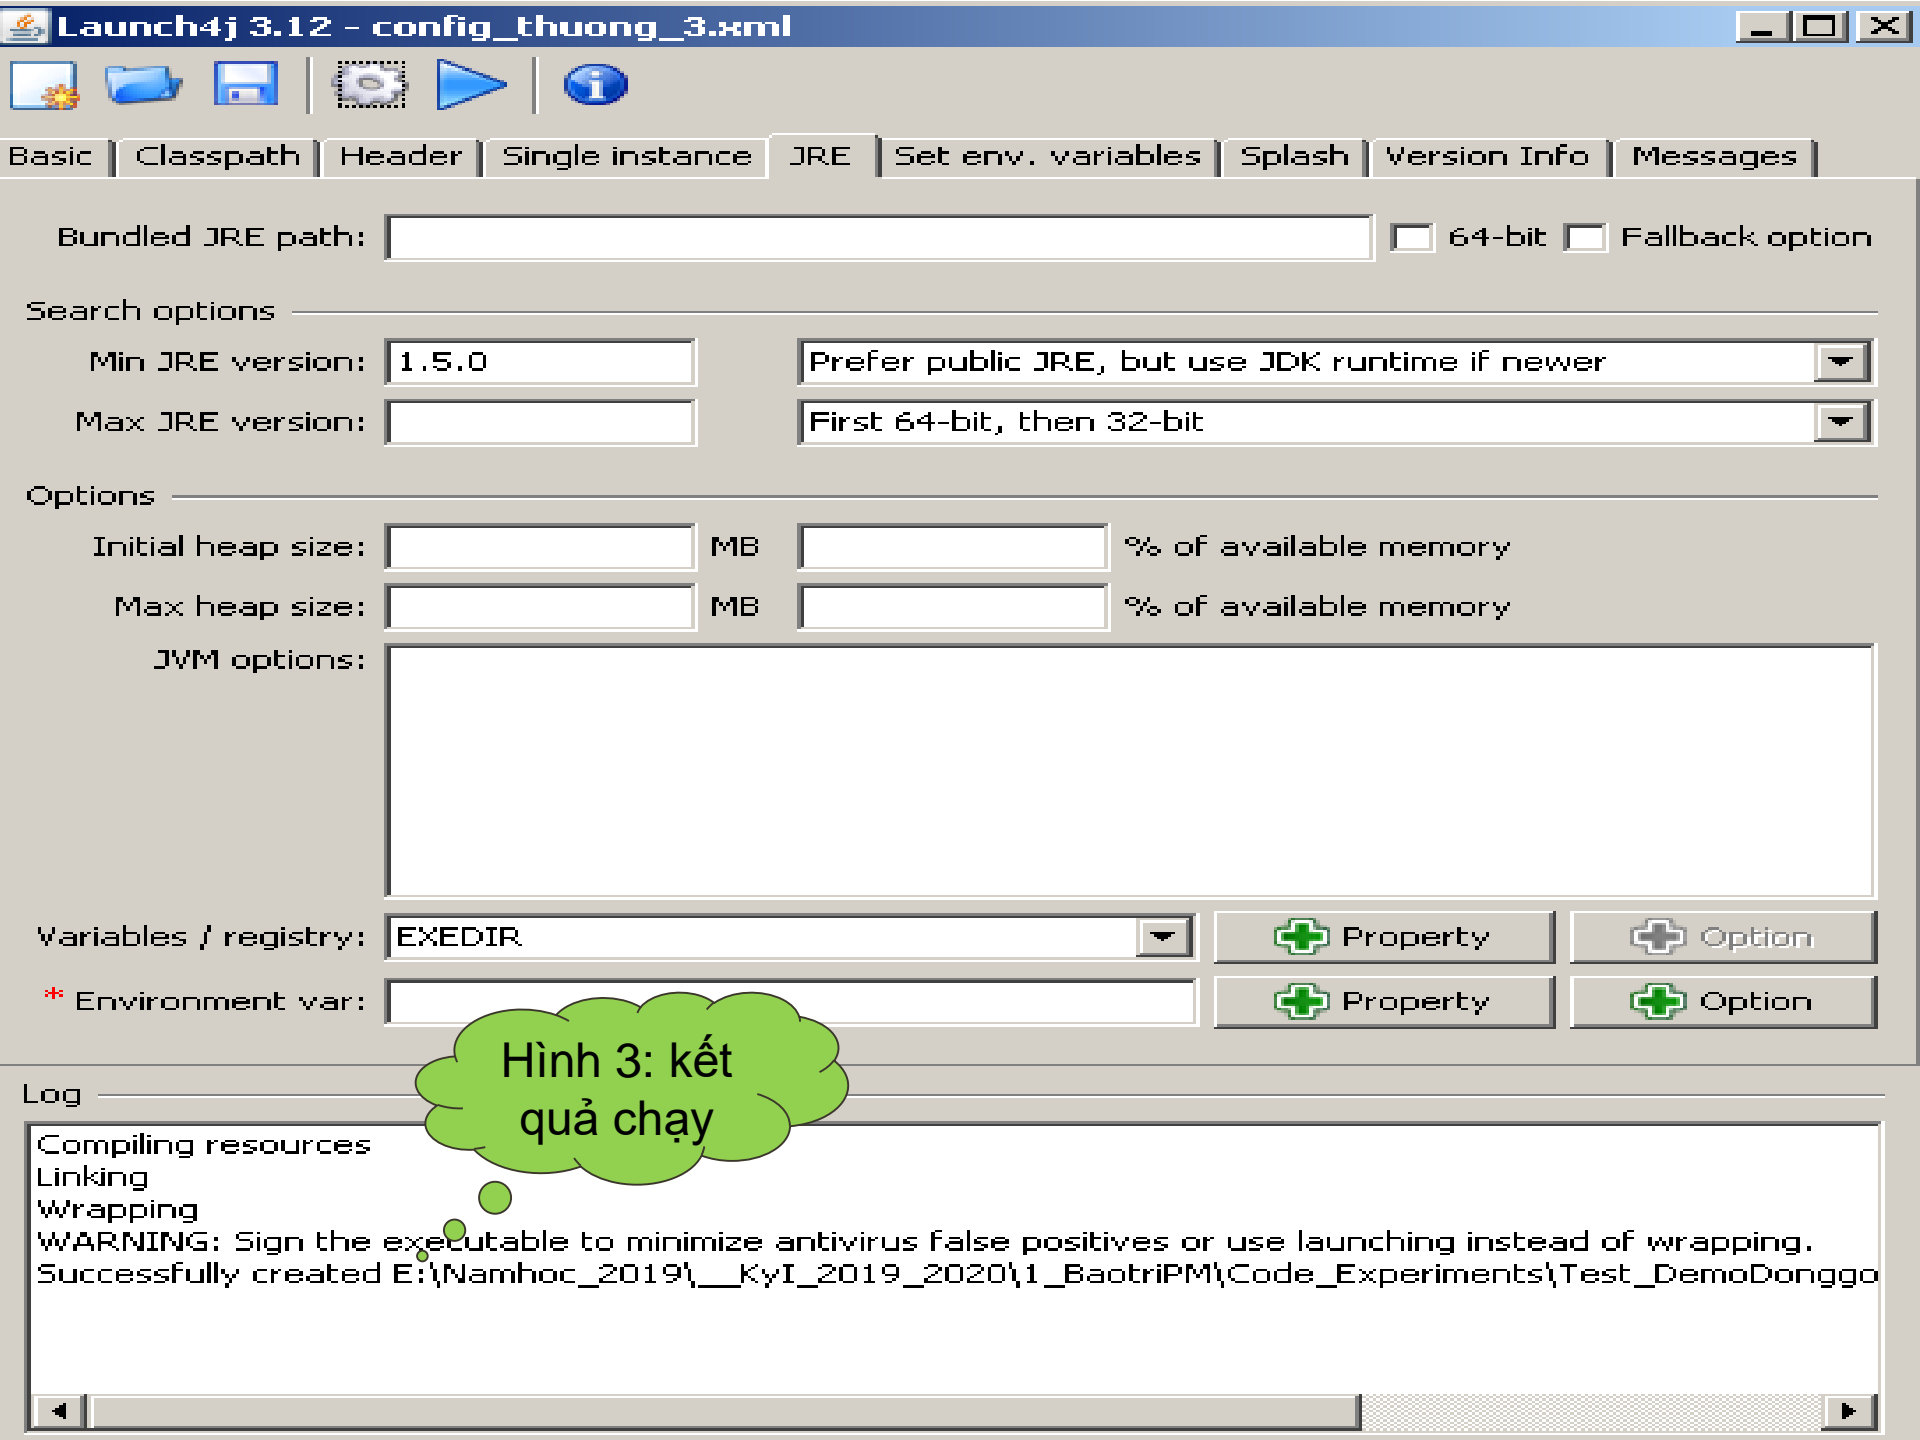 Launch4j 3.12 - config_thuong_3.xml
Basic Classpath Header Single instance JRE Set env. variables Splash Version Info Messages
Bundled JRE path: 64-bit Fallback option
Search options
Min JRE version: 1.5.0 Prefer public JRE, but use JDK runtime if newer
Max JRE version: First 64-bit, then 32-bit
Options
Initial heap size: MB % of available memory
Max heap size: MB % of available memory
JVM options:
Variables / registry: EXEDIR Property Option
* Environment var: Property Option
Hình 3: kết
quả chạy
Log
Compiling resources
Linking
Wrapping
WARNING: Sign the executable to minimize antivirus false positives or use launching instead of wrapping.
Successfully created E:\Namhoc_2019\__KyI_2019_2020\1_BaotriPM\Code_Experiments\Test_DemoDonggo